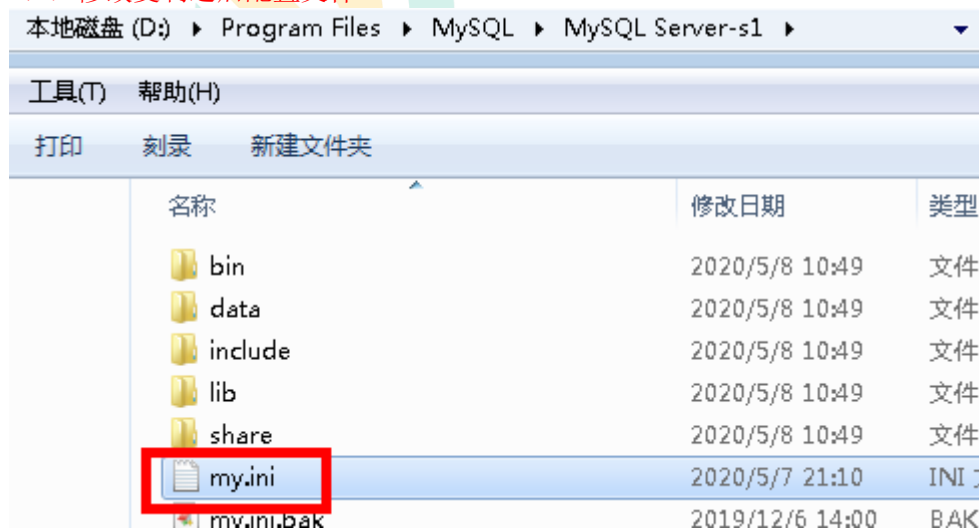 本地磁盘 (D:) ▸ Program Files ▸ MySQL ▸ MySQL Server-s1 ▸
工具(T) 帮助(H)
打印 刻录 新建文件夹
名称 修改日期 类型
bin 2020/5/8 10:49 文件
data 2020/5/8 10:49 文件
include 2020/5/8 10:49 文件
lib 2020/5/8 10:49 文件
share 2020/5/8 10:49 文件
my.ini 2020/5/7 21:10 INI
my.ini.bak 2019/12/6 14:00 BAK